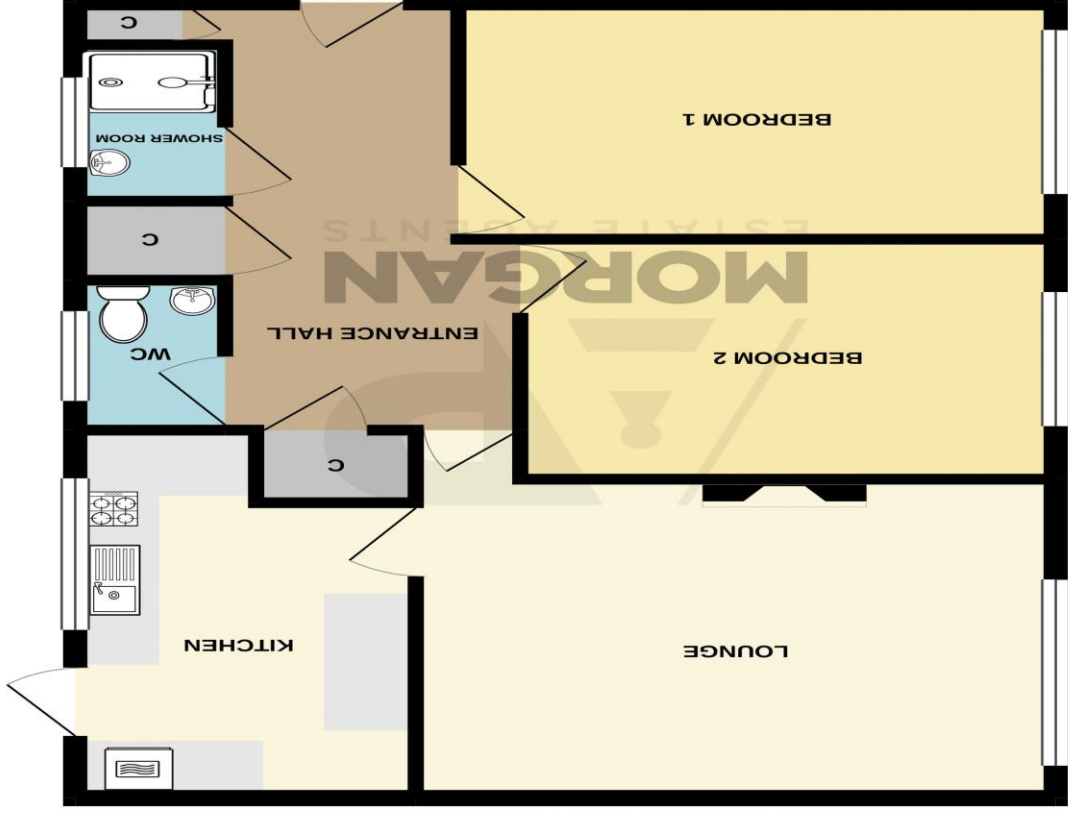 LOUNGE
KITCHEN
C
BEDROOM 2
WC
ENTRANCE HALL
MORGAN
ESTATE AGENTS
C
SHOWER ROOM
BEDROOM 1
C